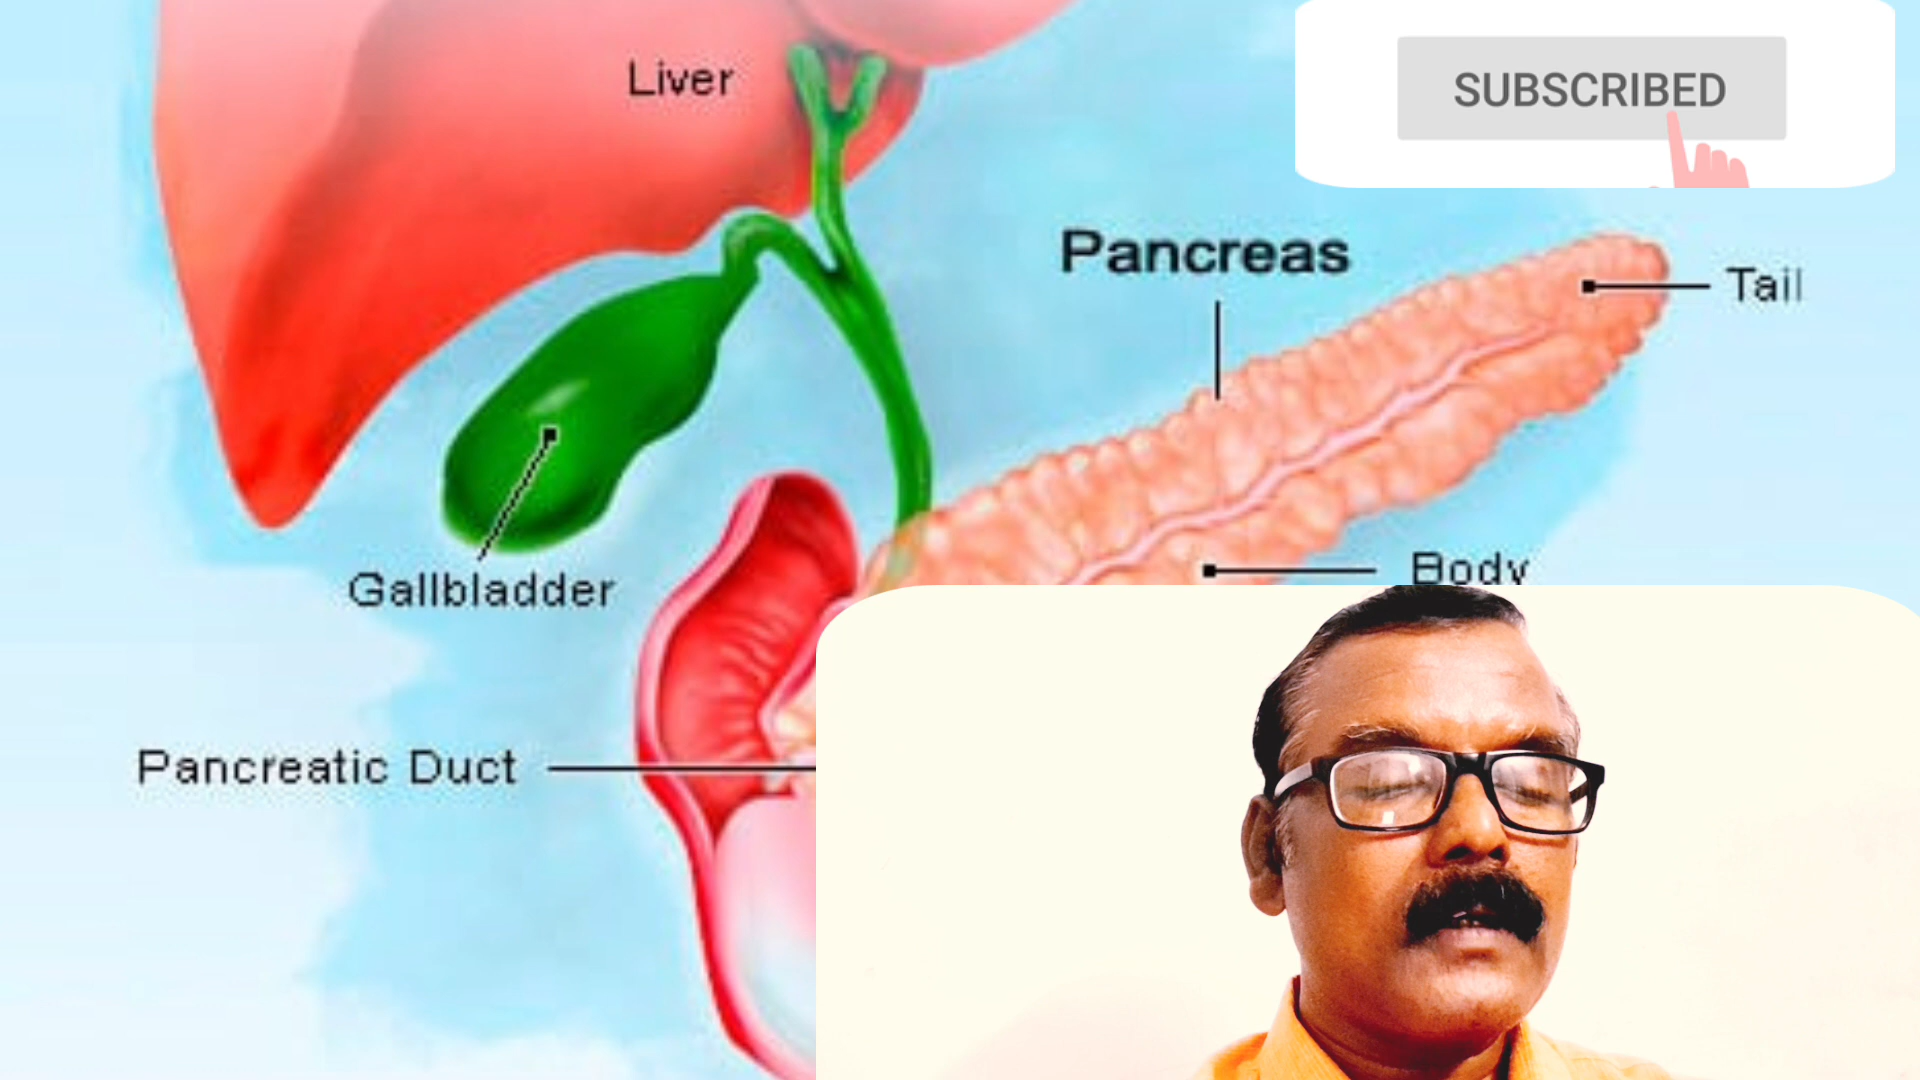 Liver
SUBSCRIBED
Pancreas
Tail
Body
Gallbladder
Pancreatic Duct